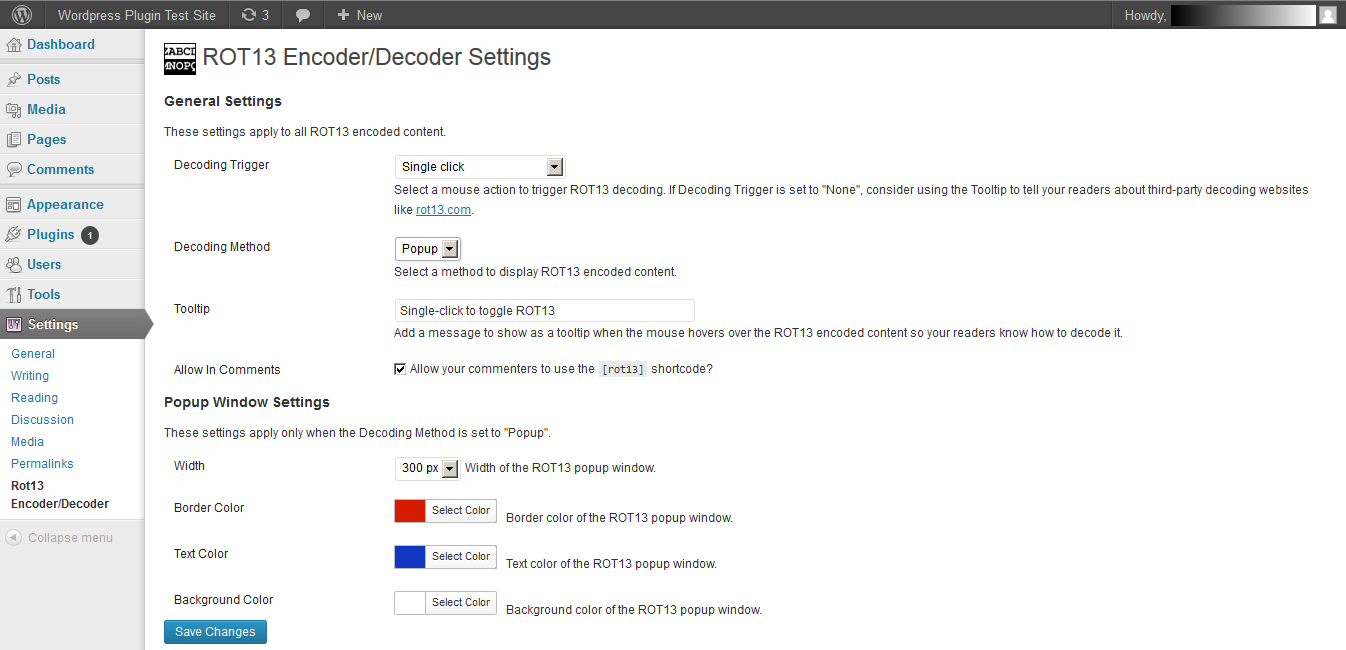 Wordpress Plugin Test Site 3 New Howdy,
Dashboard
Posts
Media
Pages
Comments
Appearance
Plugins 1
Users
Tools
Settings
General
Writing
Reading
Discussion
Media
Permalinks
Rot13
Encoder/Decoder
Collapse menu
ROT13 Encoder/Decoder Settings
General Settings
These settings apply to all ROT13 encoded content.
Decoding Trigger
Single click
Select a mouse action to trigger ROT13 decoding. If Decoding Trigger is set to "None", consider using the Tooltip to tell your readers about third-party decoding websites
like rot13.com.
Decoding Method
Popup
Select a method to display ROT13 encoded content.
Tooltip
Single-click to toggle ROT13
Add a message to show as a tooltip when the mouse hovers over the ROT13 encoded content so your readers know how to decode it.
Allow In Comments
Allow your commenters to use the [rot13] shortcode?
Popup Window Settings
These settings apply only when the Decoding Method is set to "Popup".
Width
300 px Width of the ROT13 popup window.
Border Color
Select Color Border color of the ROT13 popup window.
Text Color
Select Color Text color of the ROT13 popup window.
Background Color
Select Color Background color of the ROT13 popup window.
Save Changes